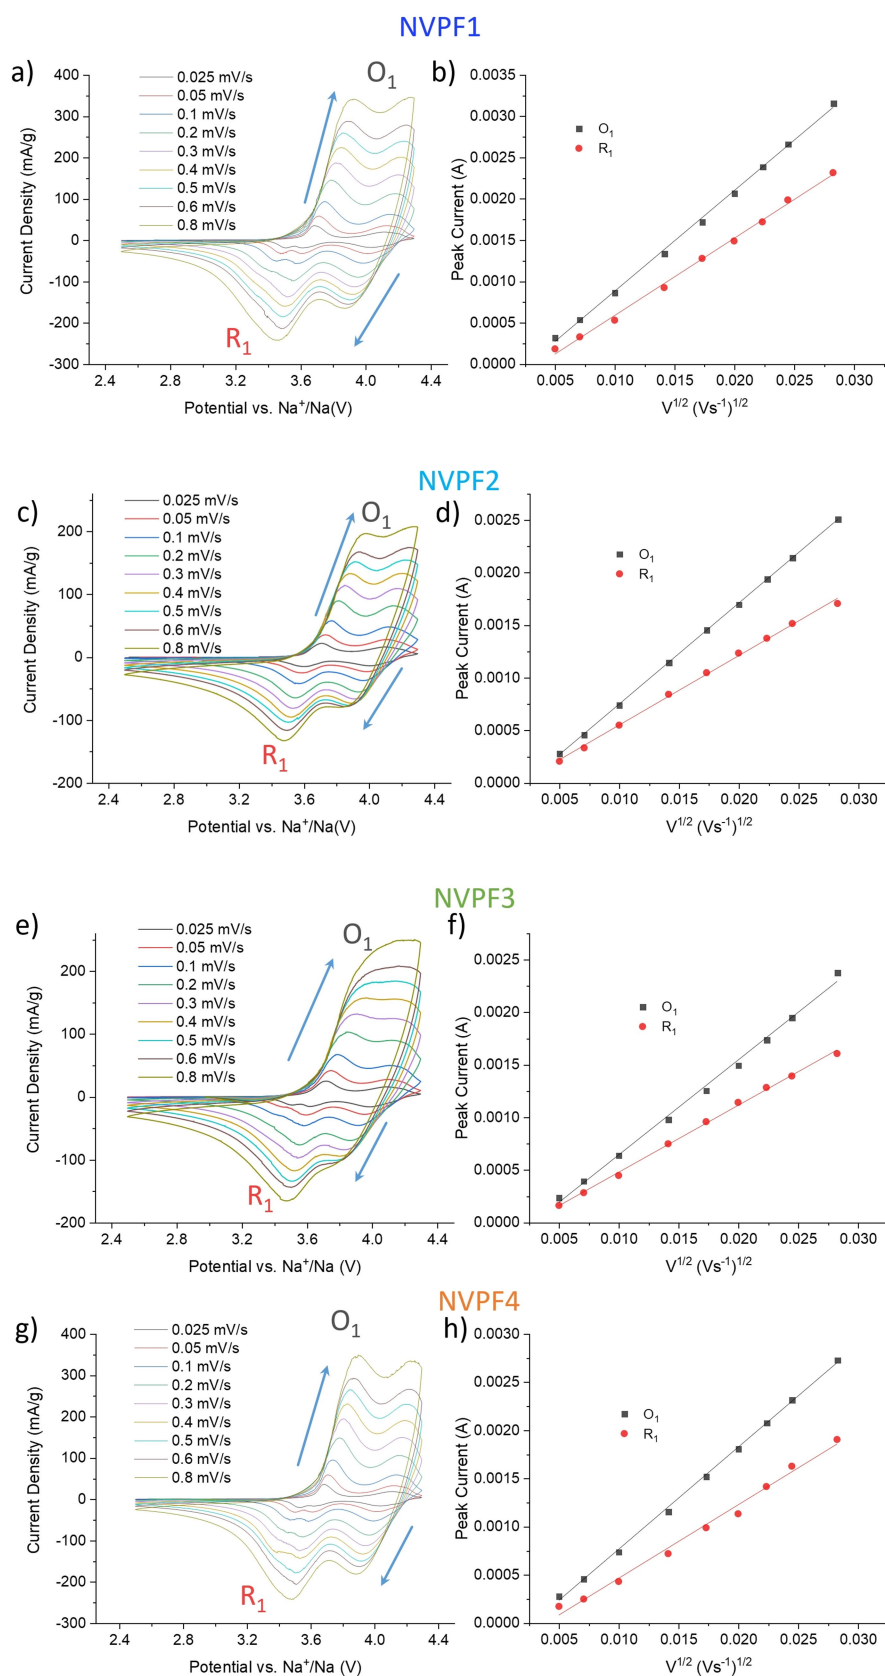 NVPF1
a)
O₁
0.025 mV/s
0.05 mV/s
0.1 mV/s
0.2 mV/s
0.3 mV/s
0.4 mV/s
0.5 mV/s
0.6 mV/s
0.8 mV/s
R₁
400
300
200
100
0
-100
-200
-300
Current Density (mA/g)
2.4 2.8 3.2 3.6 4.0 4.4
Potential vs. Na⁺/Na(V)
b)
O₁
R₁
0.0035
0.0030
0.0025
0.0020
0.0015
0.0010
0.0005
0.0000
Peak Current (A)
0.005 0.010 0.015 0.020 0.025 0.030
V^1/2 (Vs⁻¹)^1/2
NVPF2
c)
O₁
0.025 mV/s
0.05 mV/s
0.1 mV/s
0.2 mV/s
0.3 mV/s
0.4 mV/s
0.5 mV/s
0.6 mV/s
0.8 mV/s
R₁
200
100
0
-100
-200
Current Density (mA/g)
2.4 2.8 3.2 3.6 4.0 4.4
Potential vs. Na⁺/Na(V)
d)
O₁
R₁
0.0025
0.0020
0.0015
0.0010
0.0005
0.0000
Peak Current (A)
0.005 0.010 0.015 0.020 0.025 0.030
V^1/2 (Vs⁻¹)^1/2
NVPF3
e)
O₁
0.025 mV/s
0.05 mV/s
0.1 mV/s
0.2 mV/s
0.3 mV/s
0.4 mV/s
0.5 mV/s
0.6 mV/s
0.8 mV/s
R₁
200
100
0
-100
-200
Current Density (mA/g)
2.4 2.8 3.2 3.6 4.0 4.4
Potential vs. Na⁺/Na (V)
f)
O₁
R₁
0.0025
0.0020
0.0015
0.0010
0.0005
0.0000
Peak Current (A)
0.005 0.010 0.015 0.020 0.025 0.030
V^1/2 (Vs⁻¹)^1/2
NVPF4
g)
O₁
0.025 mV/s
0.05 mV/s
0.1 mV/s
0.2 mV/s
0.3 mV/s
0.4 mV/s
0.5 mV/s
0.6 mV/s
0.8 mV/s
R₁
400
300
200
100
0
-100
-200
-300
Current Density (mA/g)
2.4 2.8 3.2 3.6 4.0 4.4
Potential vs. Na⁺/Na (V)
h)
O₁
R₁
0.0030
0.0025
0.0020
0.0015
0.0010
0.0005
0.0000
Peak Current (A)
0.005 0.010 0.015 0.020 0.025 0.030
V^1/2 (Vs⁻¹)^1/2